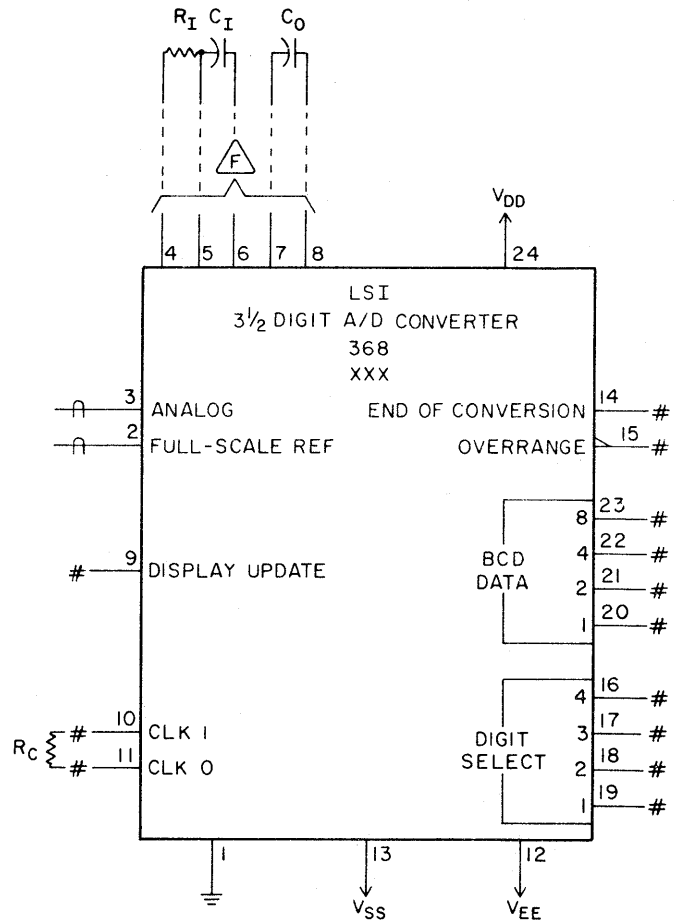 R_I C_I C_O
F
4 5 6 7 8
V_DD
24
LSI
3½ DIGIT A/D CONVERTER
368
XXX
3 ANALOG
2 FULL-SCALE REF
END OF CONVERSION 14 #
OVERRANGE 15 #
# 9 DISPLAY UPDATE
BCD DATA
8 23 #
4 22 #
2 21 #
1 20 #
R_C
# 10 CLK I
# 11 CLK O
DIGIT SELECT
4 16 #
3 17 #
2 18 #
1 19 #
1
13
V_SS
12
V_EE